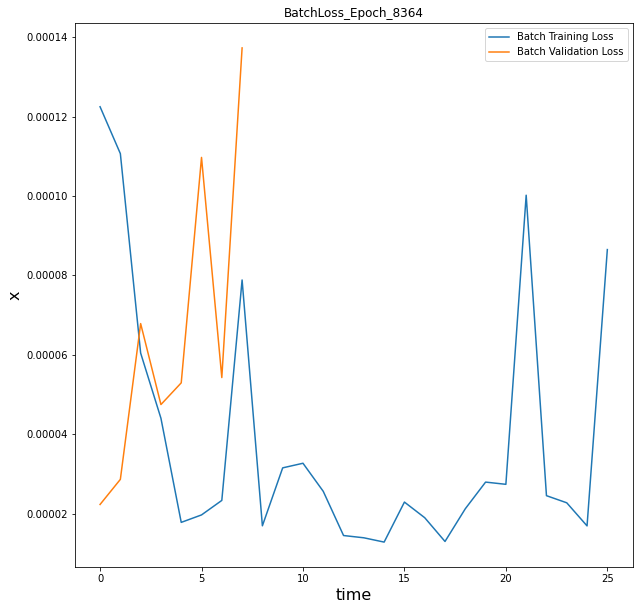 BatchLoss_Epoch_8364
Batch Training Loss
Batch Validation Loss
0.00014
0.00012
0.00010
0.00008
0.00006
0.00004
0.00002
x
0 5 10 15 20 25
time